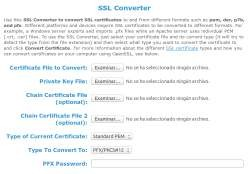 SSL Converter
Use this SSL Converter to convert SSL certificates to and from different formats such as pem, der, p7b,
and pfx. Different platforms and devices require SSL certificates to be converted to different formats. For
example, a Windows server exports and imports .pfx files while an Apache server uses individual PEM
(.crt, .cer) files. To use the SSL Converter, just select your certificate file and its current type (it will try to
detect the type from the file extension) and then select what type you want to convert the certificate to
and click Convert Certificate. For more information about the different SSL certificate types and how you
can convert certificates on your computer using OpenSSL, see below.
Certificate File to Convert: Examinar... No se ha seleccionado ningún archivo.
Private Key File: Examinar... No se ha seleccionado ningún archivo.
Chain Certificate File
(optional): Examinar... No se ha seleccionado ningún archivo.
Chain Certificate File 2
(optional): Examinar... No se ha seleccionado ningún archivo.
Type of Current Certificate: Standard PEM
Type To Convert To: PFX/PKCS#12
PFX Password: